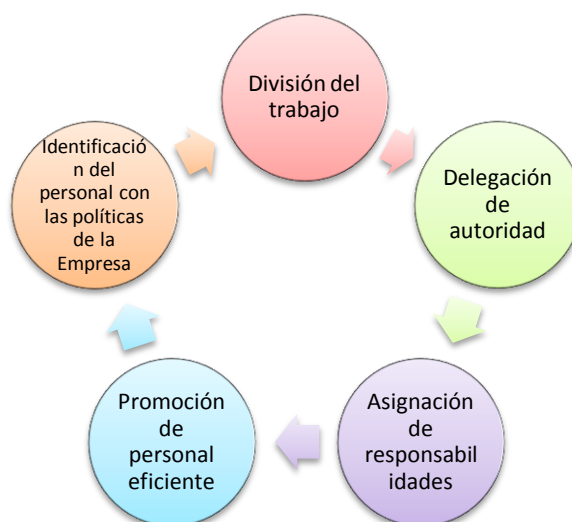 División del
trabajo
Delegación
de
autoridad
Asignación
de
responsabil
idades
Promoción
de
personal
eficiente
Identificació
n del
personal con
las políticas
de la
Empresa